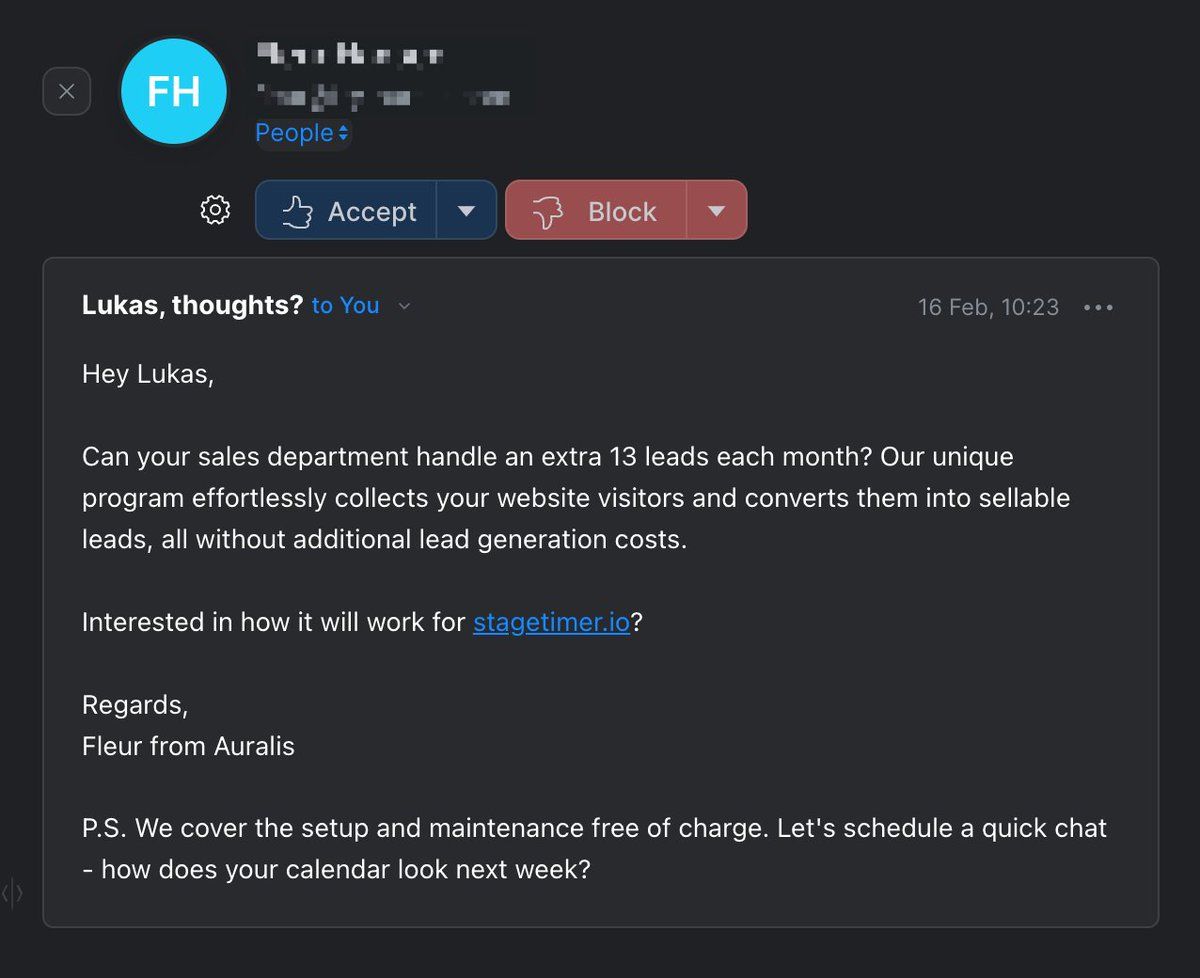 FH
People
Accept
Block
Lukas, thoughts? to You
16 Feb, 10:23
Hey Lukas,
Can your sales department handle an extra 13 leads each month? Our unique
program effortlessly collects your website visitors and converts them into sellable
leads, all without additional lead generation costs.
Interested in how it will work for stagetimer.io?
Regards,
Fleur from Auralis
P.S. We cover the setup and maintenance free of charge. Let's schedule a quick chat
- how does your calendar look next week?